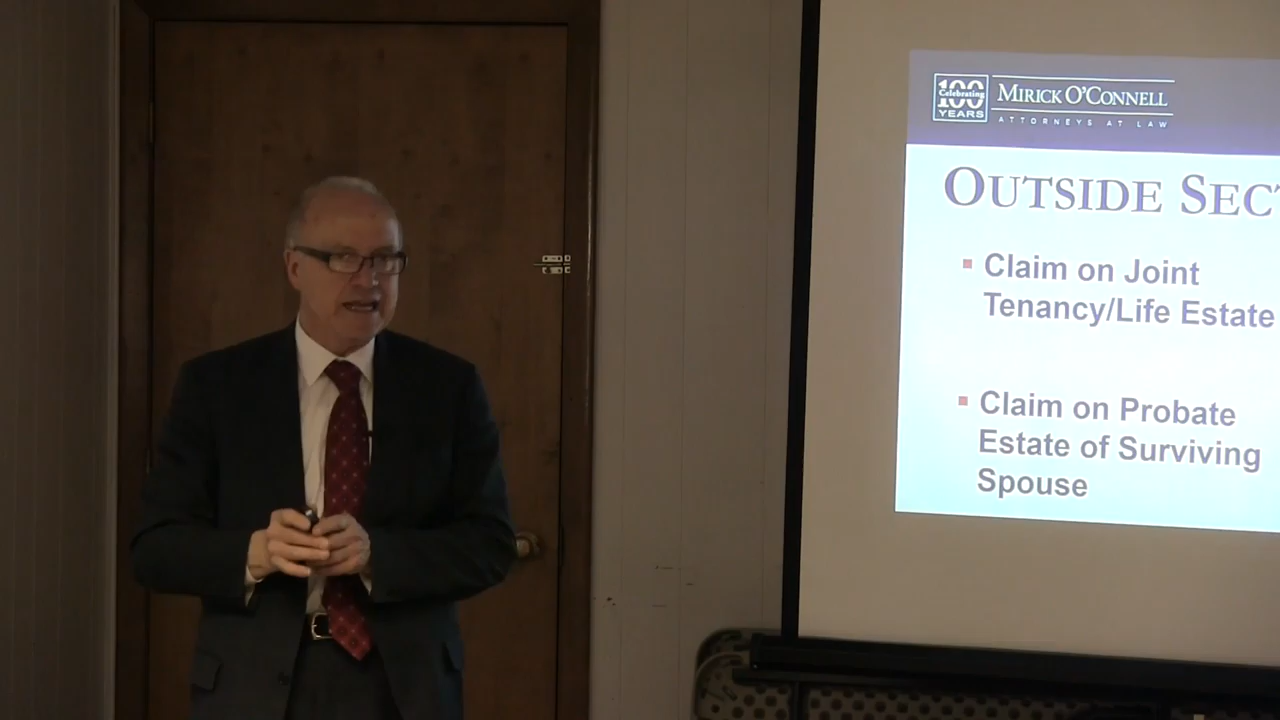 Celebrating
100
YEARS
MIRICK O'CONNELL
ATTORNEYS AT LAW
OUTSIDE SECT
Claim on Joint
Tenancy/Life Estate
Claim on Probate
Estate of Surviving
Spouse